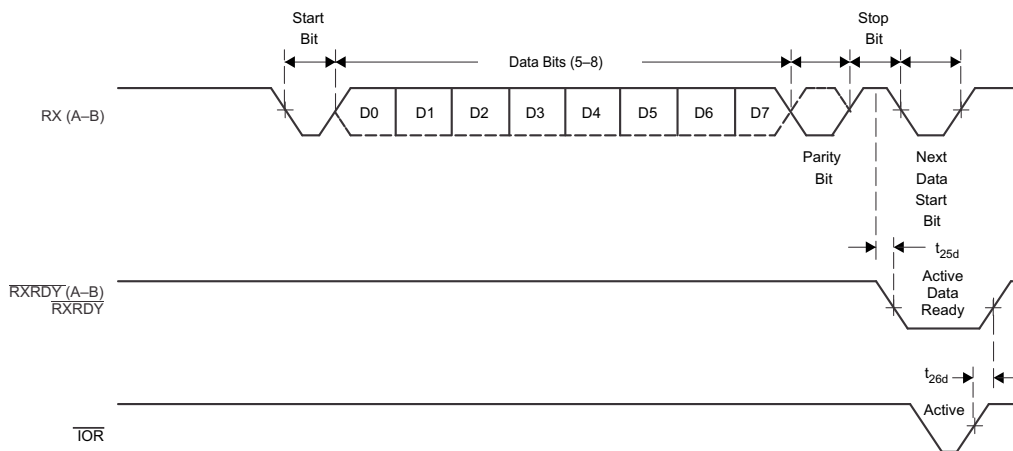 Start
Bit
Stop
Bit
Data Bits (5–8)
RX (A–B)
D0 D1 D2 D3 D4 D5 D6 D7
Parity
Bit
Next
Data
Start
Bit
t25d
RXRDY (A–B)
RXRDY
Active
Data
Ready
t26d
Active
IOR